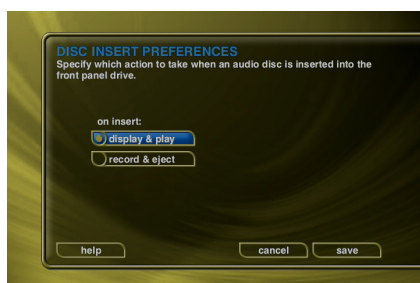 DISC INSERT PREFERENCES
Specify which action to take when an audio disc is inserted into the
front panel drive.
on insert:
display & play
record & eject
help cancel save